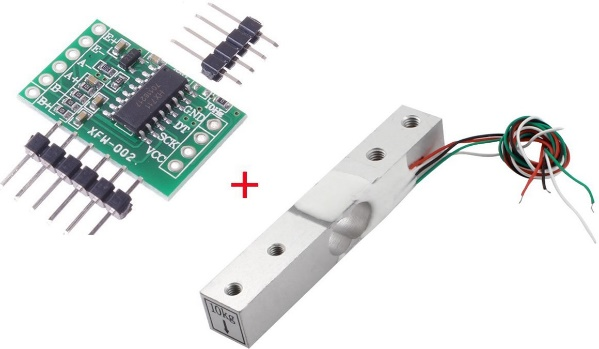 E+
E-
A-
A+
B-
B+
XFW-002
GND
DT
SCK
VCC
+
10kg